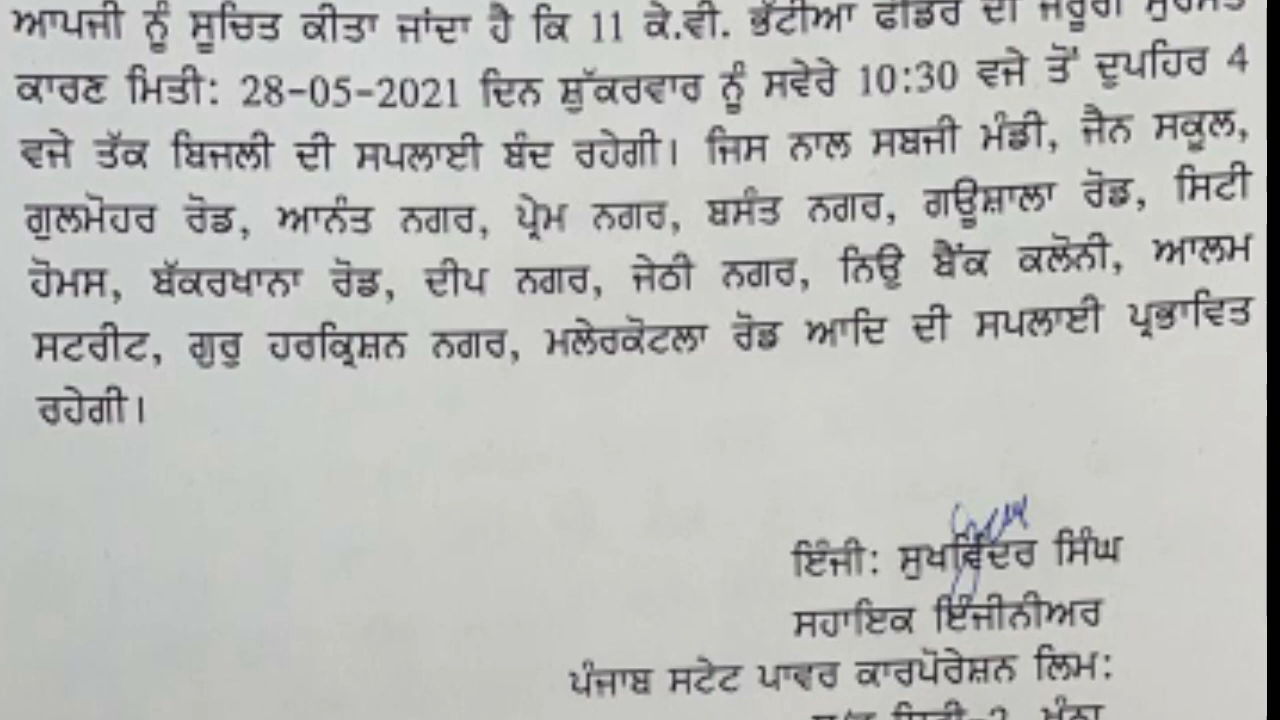 ਆਪਜੀ ਨੂੰ ਸੂਚਿਤ ਕੀਤਾ ਜਾਂਦਾ ਹੈ ਕਿ 11 ਕੇ.ਵੀ. ਭੱਟੀਆ ਫੀਡਰ ਦੀ ਜਰੂਰੀ ਮੁਰੰਮਤ
ਕਾਰਣ ਮਿਤੀ: 28-05-2021 ਦਿਨ ਸ਼ੁੱਕਰਵਾਰ ਨੂੰ ਸਵੇਰੇ 10:30 ਵਜੇ ਤੋਂ ਦੁਪਹਿਰ 4
ਵਜੇ ਤੱਕ ਬਿਜਲੀ ਦੀ ਸਪਲਾਈ ਬੰਦ ਰਹੇਗੀ। ਜਿਸ ਨਾਲ ਸਬਜੀ ਮੰਡੀ, ਜੈਨ ਸਕੂਲ,
ਗੁਲਮੋਹਰ ਰੋਡ, ਆਨੰਤ ਨਗਰ, ਪ੍ਰੇਮ ਨਗਰ, ਬਸੰਤ ਨਗਰ, ਗਊਸ਼ਾਲਾ ਰੋਡ, ਸਿਟੀ
ਹੋਮਸ, ਬੱਕਰਖਾਨਾ ਰੋਡ, ਦੀਪ ਨਗਰ, ਜੇਠੀ ਨਗਰ, ਨਿਊ ਬੈਂਕ ਕਲੋਨੀ, ਆਲਮ
ਸਟਰੀਟ, ਗੁਰੂ ਹਰਕ੍ਰਿਸ਼ਨ ਨਗਰ, ਮਲੇਰਕੋਟਲਾ ਰੋਡ ਆਦਿ ਦੀ ਸਪਲਾਈ ਪ੍ਰਭਾਵਿਤ
ਰਹੇਗੀ।
ਇੰਜੀ: ਸੁਖਵਿੰਦਰ ਸਿੰਘ
ਸਹਾਇਕ ਇੰਜੀਨੀਅਰ
ਪੰਜਾਬ ਸਟੇਟ ਪਾਵਰ ਕਾਰਪੋਰੇਸ਼ਨ ਲਿਮ: